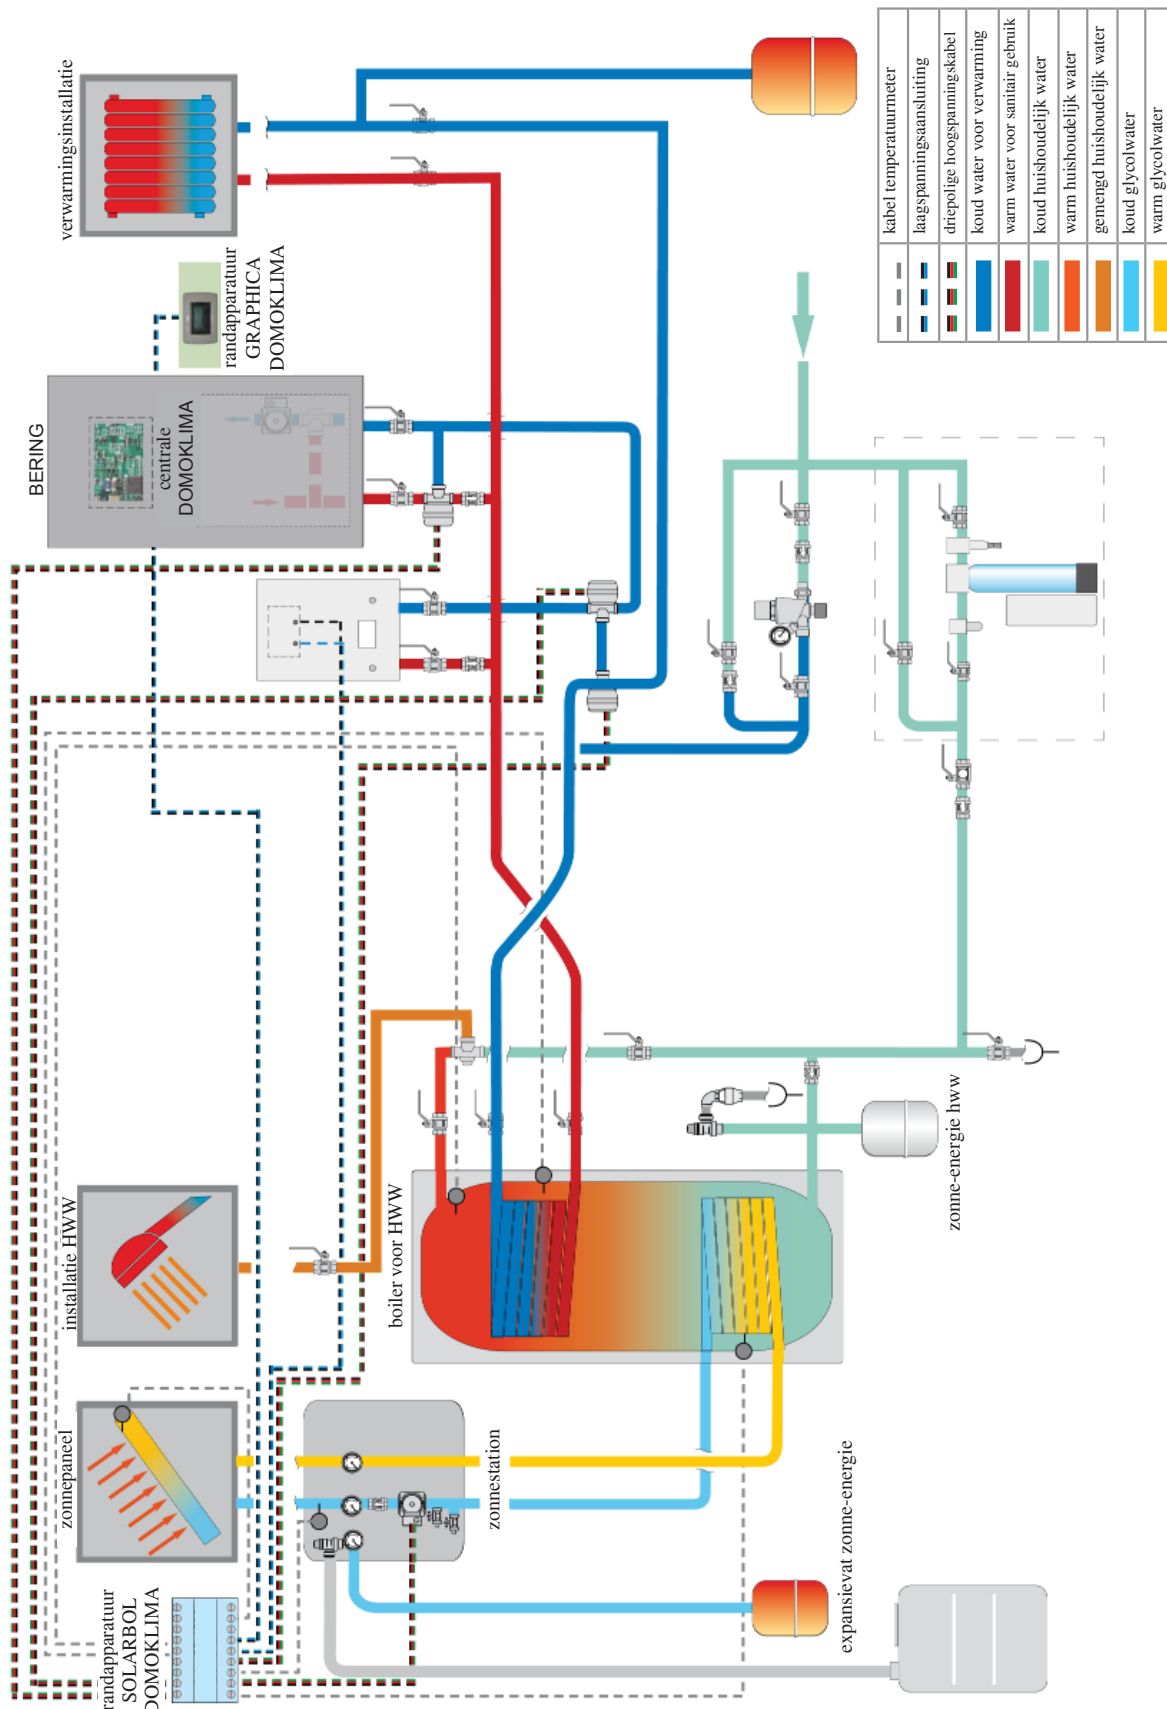 verwarmingsinstallatie
randapparatuur
GRAPHICA
DOMOKLIMA
BERING
centrale
DOMOKLIMA
installatie HWW
boiler voor HWW
zonnepaneel
zonnestation
randapparatuur
SOLARBOL
DOMOKLIMA
expansievat zonne-energie
zonne-energie hww
kabel temperatuurmeter
laagspanningsaansluiting
driepolige hoogspanningskabel
koud water voor verwarming
warm water voor sanitair gebruik
koud huishoudelijk water
warm huishoudelijk water
gemengd huishoudelijk water
koud glycolwater
warm glycolwater